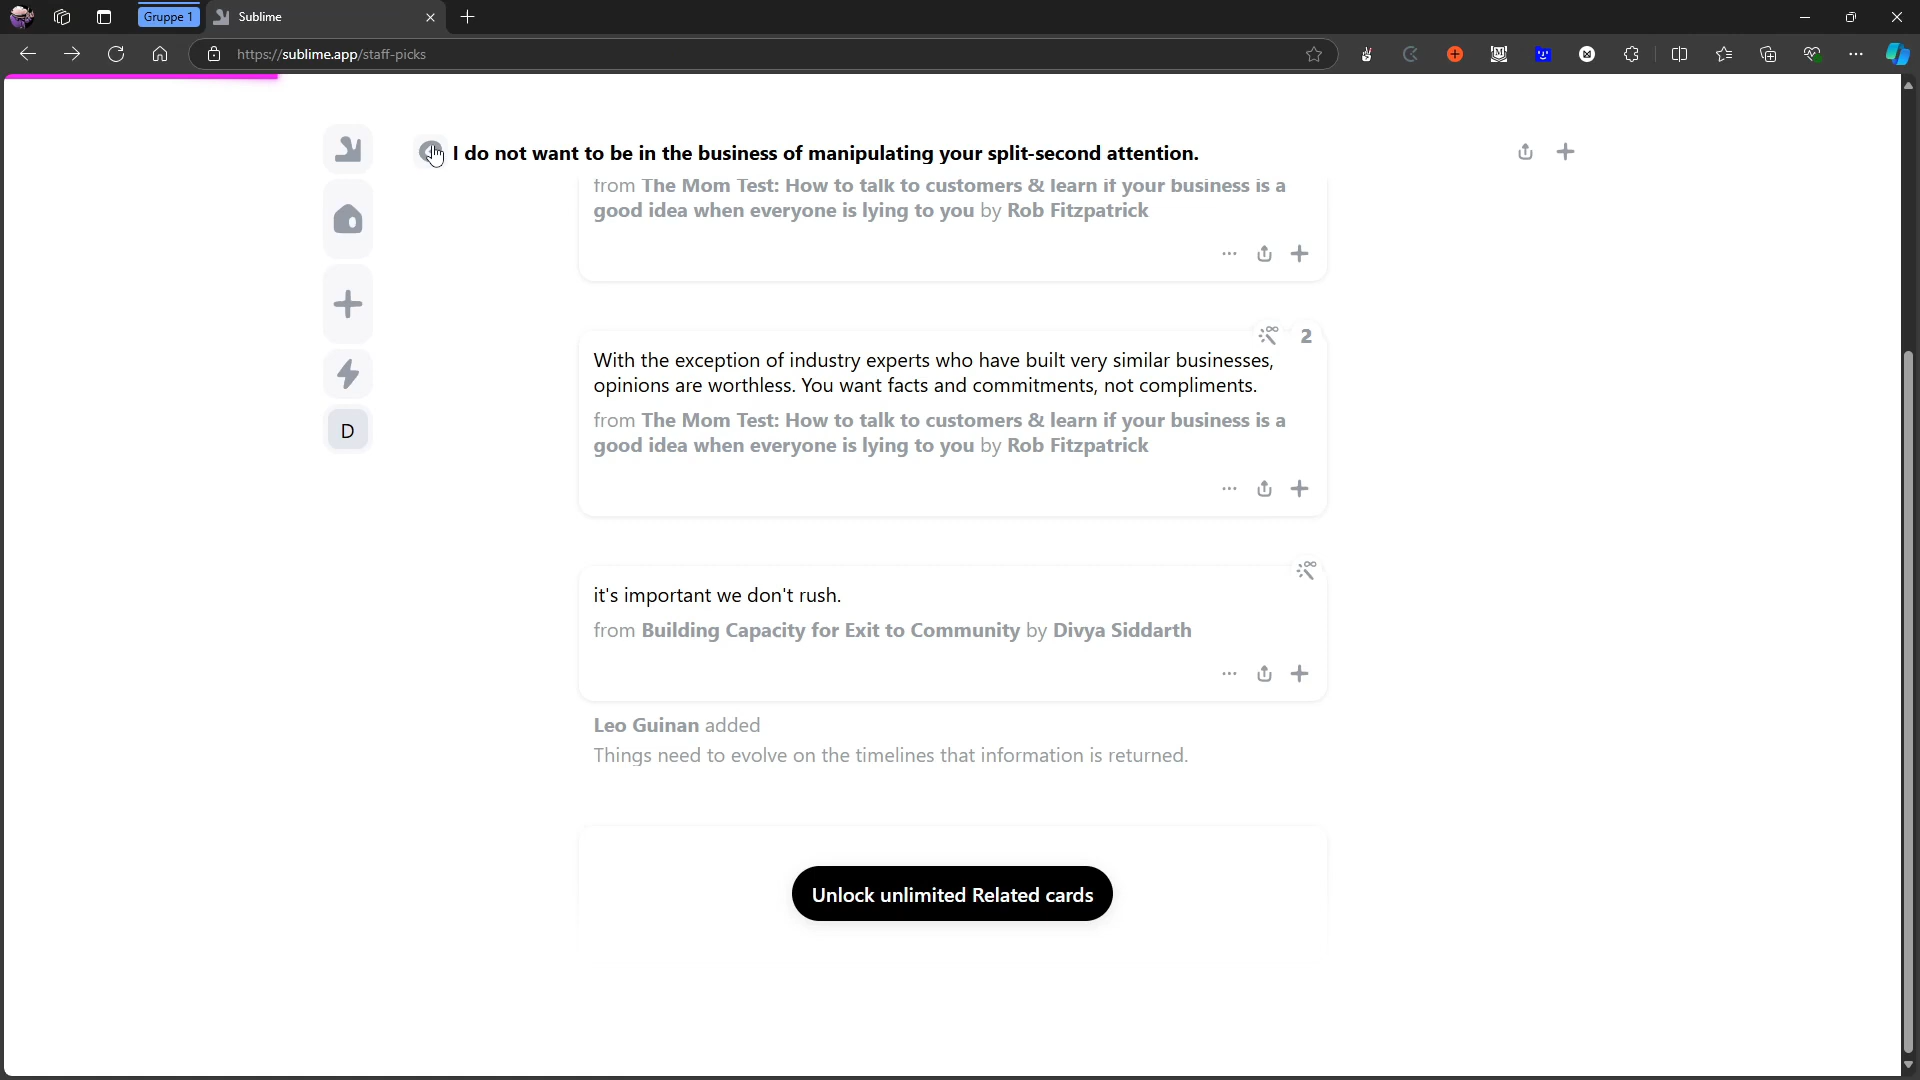 Gruppe 1
Sublime
https://sublime.app/staff-picks
I do not want to be in the business of manipulating your split-second attention.
from The Mom Test: How to talk to customers & learn if your business is a
good idea when everyone is lying to you by Rob Fitzpatrick
2
With the exception of industry experts who have built very similar businesses,
opinions are worthless. You want facts and commitments, not compliments.
from The Mom Test: How to talk to customers & learn if your business is a
good idea when everyone is lying to you by Rob Fitzpatrick
D
it's important we don't rush.
from Building Capacity for Exit to Community by Divya Siddarth
Leo Guinan added
Things need to evolve on the timelines that information is returned.
Unlock unlimited Related cards